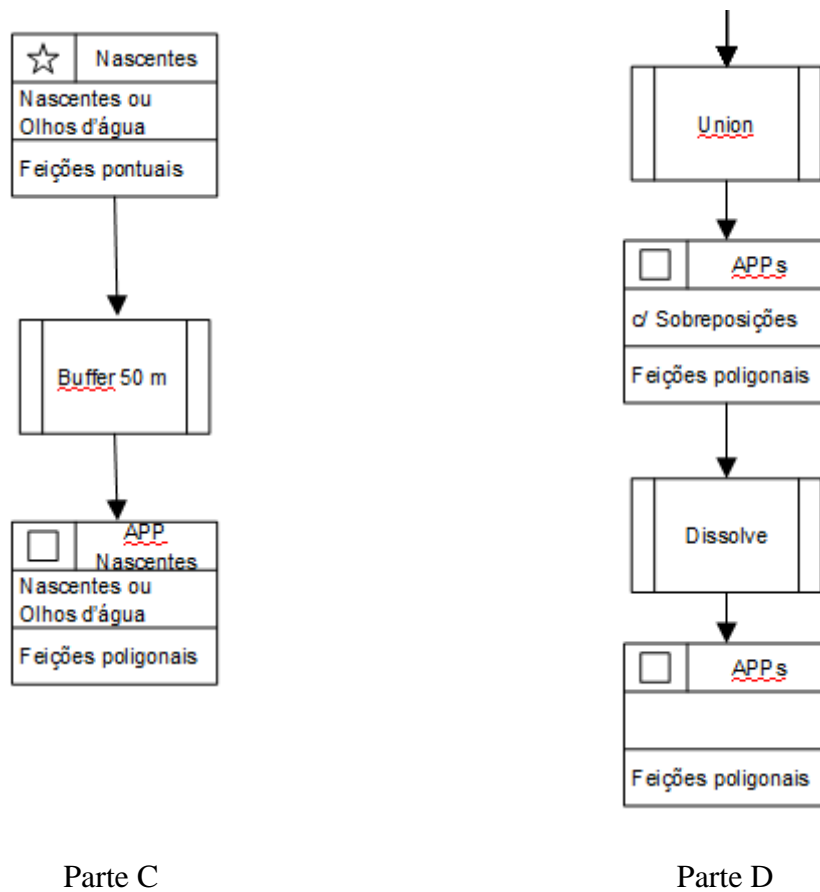 Nascentes
Nascentes ou
Olhos d'água
Feições pontuais
Buffer 50 m
APP
Nascentes
Nascentes ou
Olhos d'água
Feições poligonais
Parte C
Union
APPs
c/ Sobreposições
Feições poligonais
Dissolve
APPs
Feições poligonais
Parte D